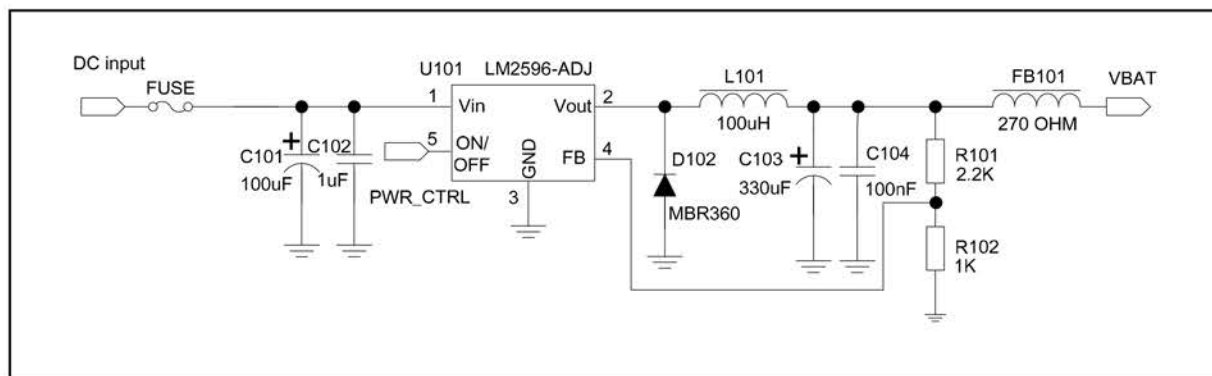 DC input
FUSE
U101
LM2596-ADJ
L101
FB101
VBAT
1
Vin
Vout
2
100uH
270 OHM
5
ON/
OFF
GND
FB
4
C101
100uF
C102
1uF
PWR_CTRL
3
D102
MBR360
C103
330uF
C104
100nF
R101
2.2K
R102
1K